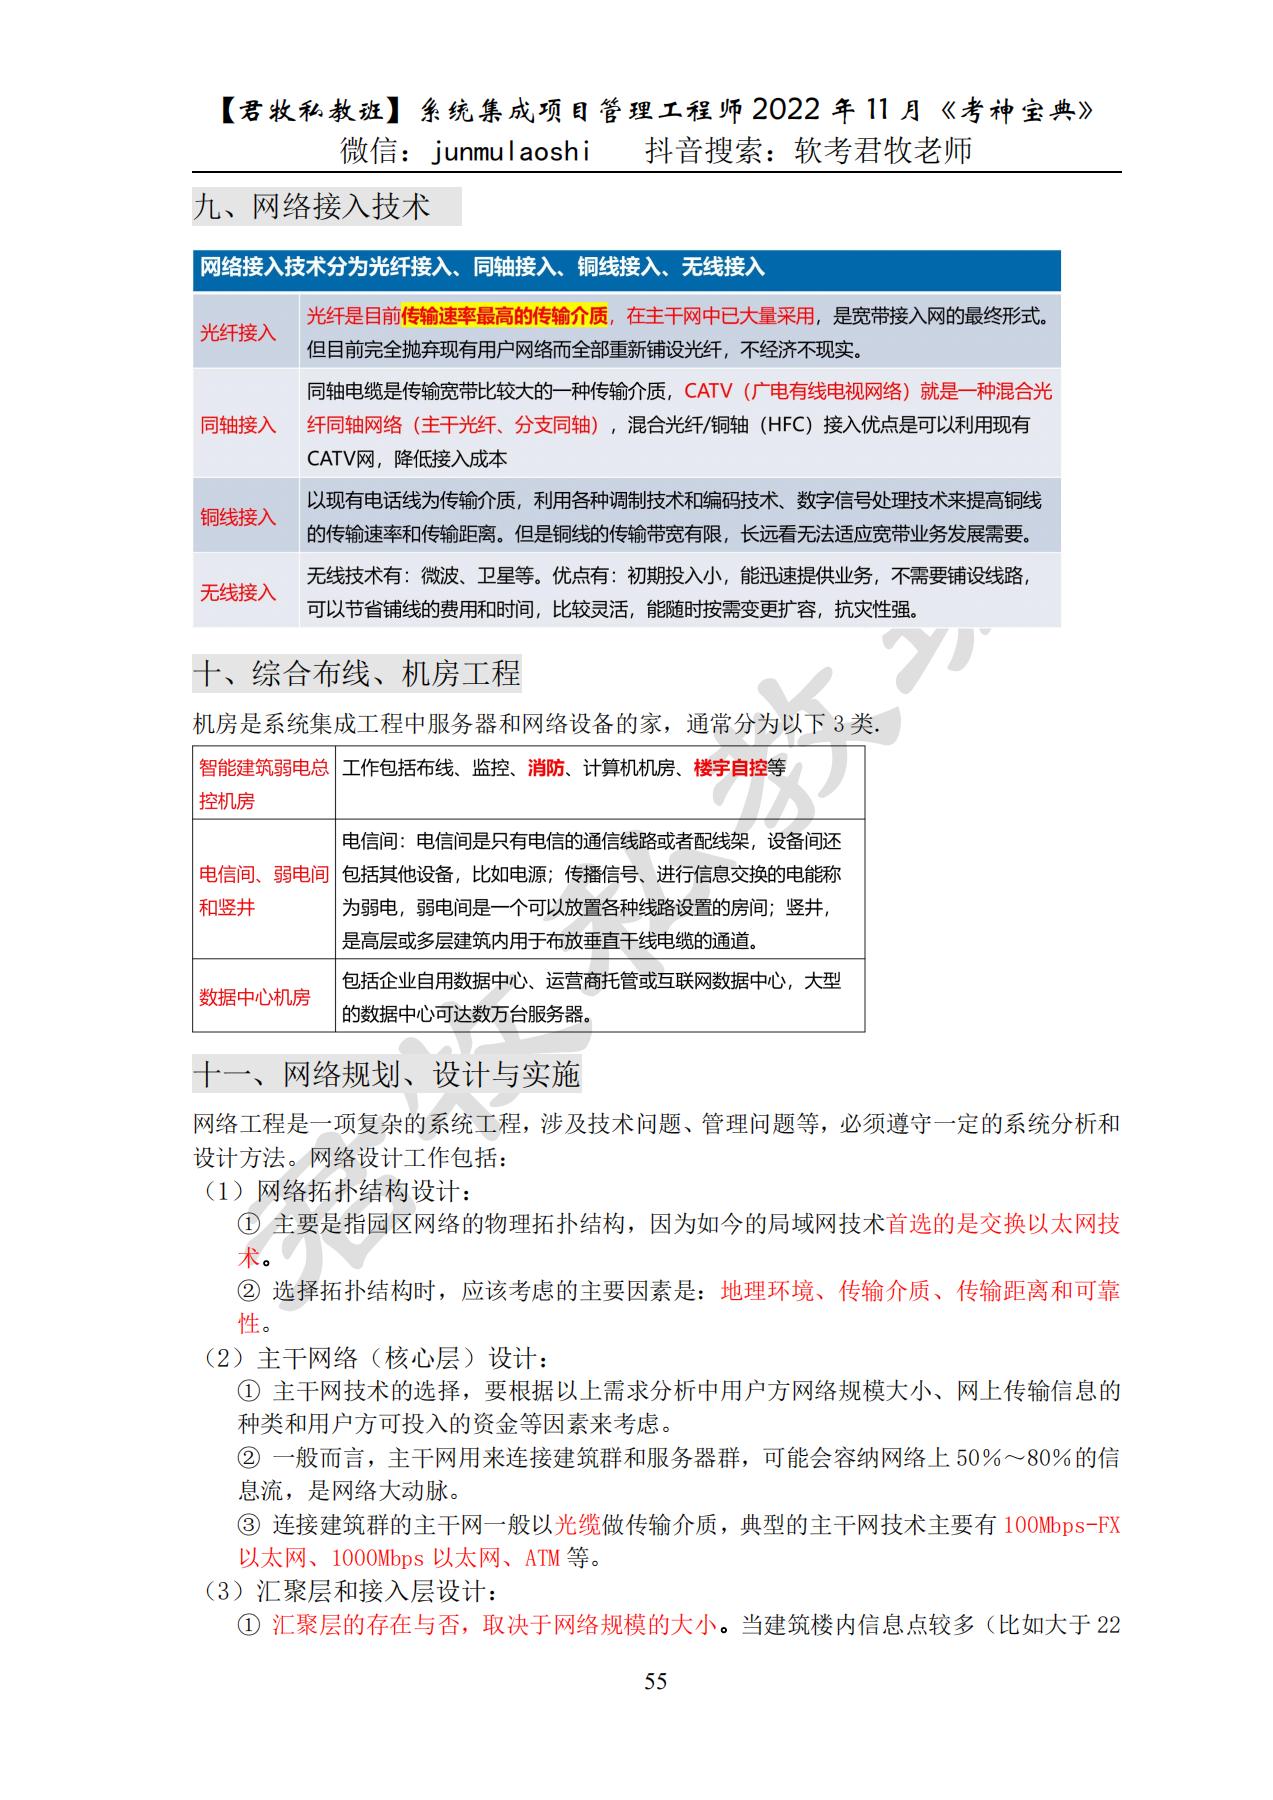 【君牧私教班】系统集成项目管理工程师 2022 年 11 月《考神宝典》
微信：junmulaoshi 抖音搜索：软考君牧老师
九、网络接入技术
网络接入技术分为光纤接入、同轴接入、铜线接入、无线接入
光纤接入
光纤是目前传输速率最高的传输介质，在主干网中已大量采用，是宽带接入网的最终形式。
但目前完全抛弃现有用户网络而全部重新铺设光纤，不经济不现实。
同轴接入
同轴电缆是传输宽带比较大的一种传输介质，CATV（广电有线电视网络）就是一种混合光
纤同轴网络（主干光纤、分支同轴），混合光纤/铜轴（HFC）接入优点是可以利用现有
CATV网，降低接入成本
铜线接入
以现有电话线为传输介质，利用各种调制技术和编码技术、数字信号处理技术来提高铜线
的传输速率和传输距离。但是铜线的传输带宽有限，长远看无法适应宽带业务发展需要。
无线接入
无线技术有：微波、卫星等。优点有：初期投入小，能迅速提供业务，不需要铺设线路，
可以节省铺线的费用和时间，比较灵活，能随时按需变更扩容，抗灾性强。
十、综合布线、机房工程
机房是系统集成工程中服务器和网络设备的家，通常分为以下 3 类.
智能建筑弱电总
控机房
工作包括布线、监控、消防、计算机机房、楼宇自控等
电信间、弱电间
和竖井
电信间：电信间是只有电信的通信线路或者配线架，设备间还
包括其他设备，比如电源；传播信号、进行信息交换的电能称
为弱电，弱电间是一个可以放置各种线路设置的房间；竖井，
是高层或多层建筑内用于布放垂直干线电缆的通道。
数据中心机房
包括企业自用数据中心、运营商托管或互联网数据中心，大型
的数据中心可达数万台服务器。
十一、网络规划、设计与实施
网络工程是一项复杂的系统工程，涉及技术问题、管理问题等，必须遵守一定的系统分析和
设计方法。网络设计工作包括：
（1）网络拓扑结构设计：
① 主要是指园区网络的物理拓扑结构，因为如今的局域网技术首选的是交换以太网技
术。
② 选择拓扑结构时，应该考虑的主要因素是：地理环境、传输介质、传输距离和可靠
性。
（2）主干网络（核心层）设计：
① 主干网技术的选择，要根据以上需求分析中用户方网络规模大小、网上传输信息的
种类和用户方可投入的资金等因素来考虑。
② 一般而言，主干网用来连接建筑群和服务器群，可能会容纳网络上 50%～80%的信
息流，是网络大动脉。
③ 连接建筑群的主干网一般以光缆做传输介质，典型的主干网技术主要有 100Mbps-FX
以太网、1000Mbps 以太网、ATM 等。
（3）汇聚层和接入层设计：
① 汇聚层的存在与否，取决于网络规模的大小。当建筑楼内信息点较多（比如大于 22
55
君牧私教班